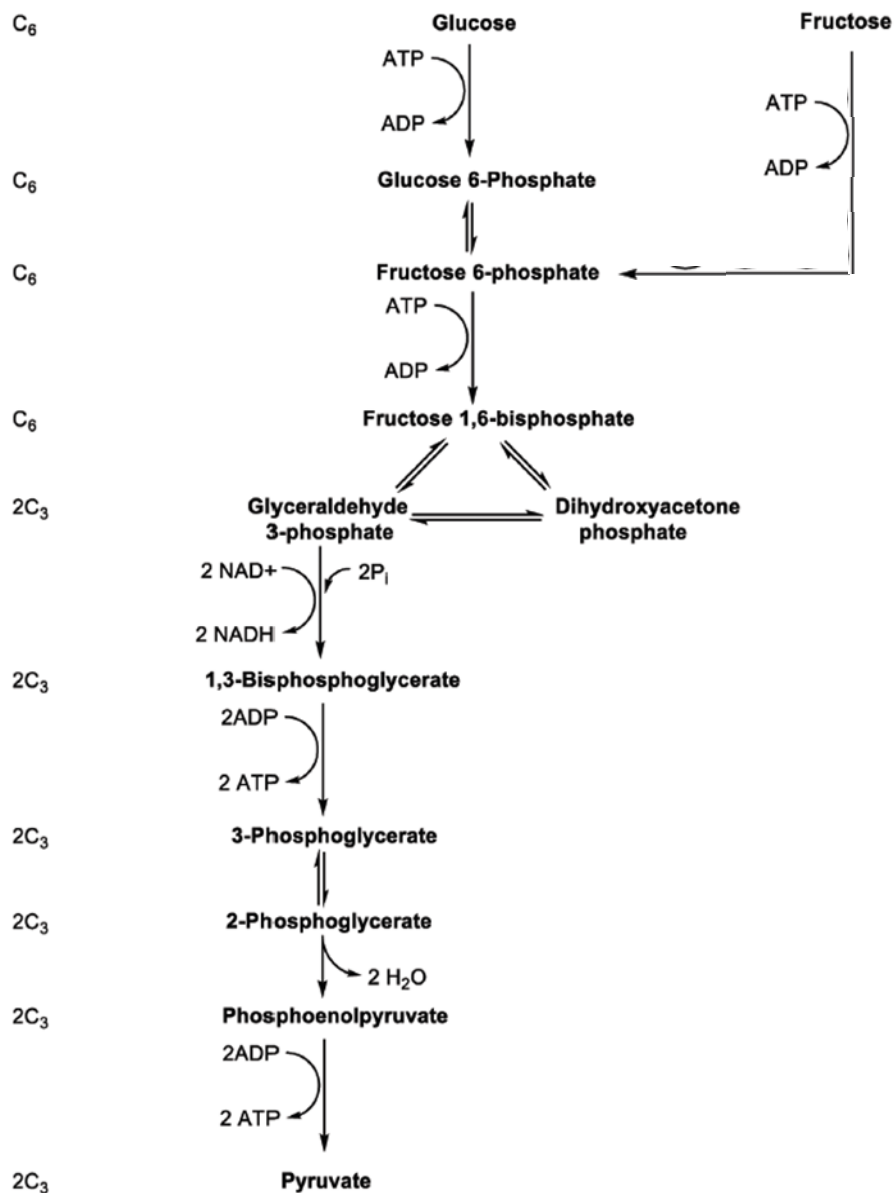 C₆ Glucose Fructose
ATP
ADP
ATP
ADP
C₆ Glucose 6-Phosphate
C₆ Fructose 6-phosphate
ATP
ADP
C₆ Fructose 1,6-bisphosphate
2C₃ Glyceraldehyde Dihydroxyacetone
3-phosphate phosphate
2 NAD+ 2Pᵢ
2 NADH
2C₃ 1,3-Bisphosphoglycerate
2ADP
2 ATP
2C₃ 3-Phosphoglycerate
2C₃ 2-Phosphoglycerate
2 H₂O
2C₃ Phosphoenolpyruvate
2ADP
2 ATP
2C₃ Pyruvate